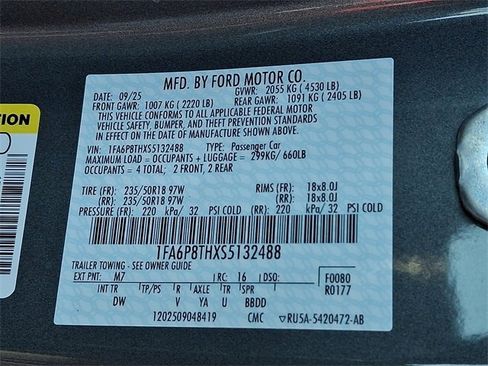 MFD. BY FORD MOTOR CO.
DATE: 09/25 GVWR: 2055 KG ( 4530 LB)
FRONT GAWR: 1007 KG ( 2220 LB) REAR GAWR: 1091 KG ( 2405 LB)
THIS VEHICLE CONFORMS TO ALL APPLICABLE FEDERAL MOTOR
VEHICLE SAFETY, BUMPER, AND THEFT PREVENTION STANDARDS
IN EFFECT ON THE DATE OF MANUFACTURE SHOWN ABOVE.
VIN: 1FA6P8THXS5132488 TYPE: Passenger Car
MAXIMUM LOAD = OCCUPANTS + LUGGAGE = 299KG/ 660LB
OCCUPANTS = 4 TOTAL; 2 FRONT, 2 REAR
TIRE (FR): 235/50R18 97W RIMS (FR): 18x8.0J
(RR): 235/50R18 97W (RR): 18x8.0J
PRESSURE (FR): 220 kPa/ 32 PSI COLD (RR): 220 kPa/ 32 PSI COLD
1FA6P8THXS5132488
TRAILER TOWING - SEE OWNER GUIDE
EXT PNT: M7 RC: 16 DSO: F0080
R0177
INT TR TP/PS R AXLE TR SPR
DW V YA U BBDD
1202509048419 CMC ▽RU5A-5420472-AB